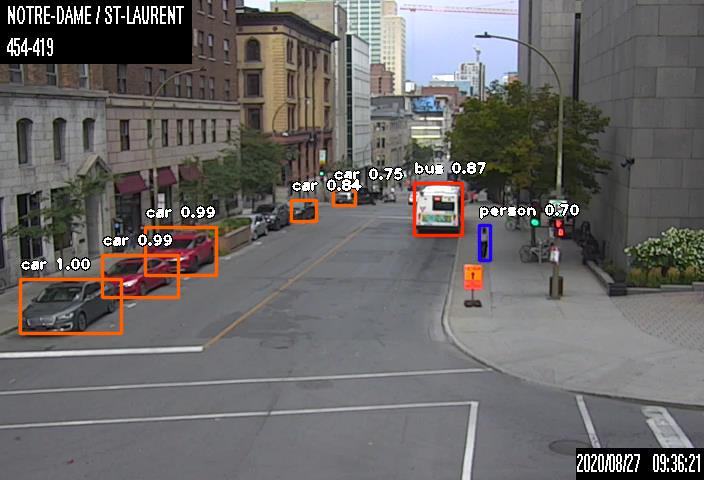 NOTRE-DAME / ST-LAURENT
454-419
car 0.75
bus 0.87
car 0.84
car 0.99
person 0.70
car 0.99
car 1.00
2020/08/27 09:36:21